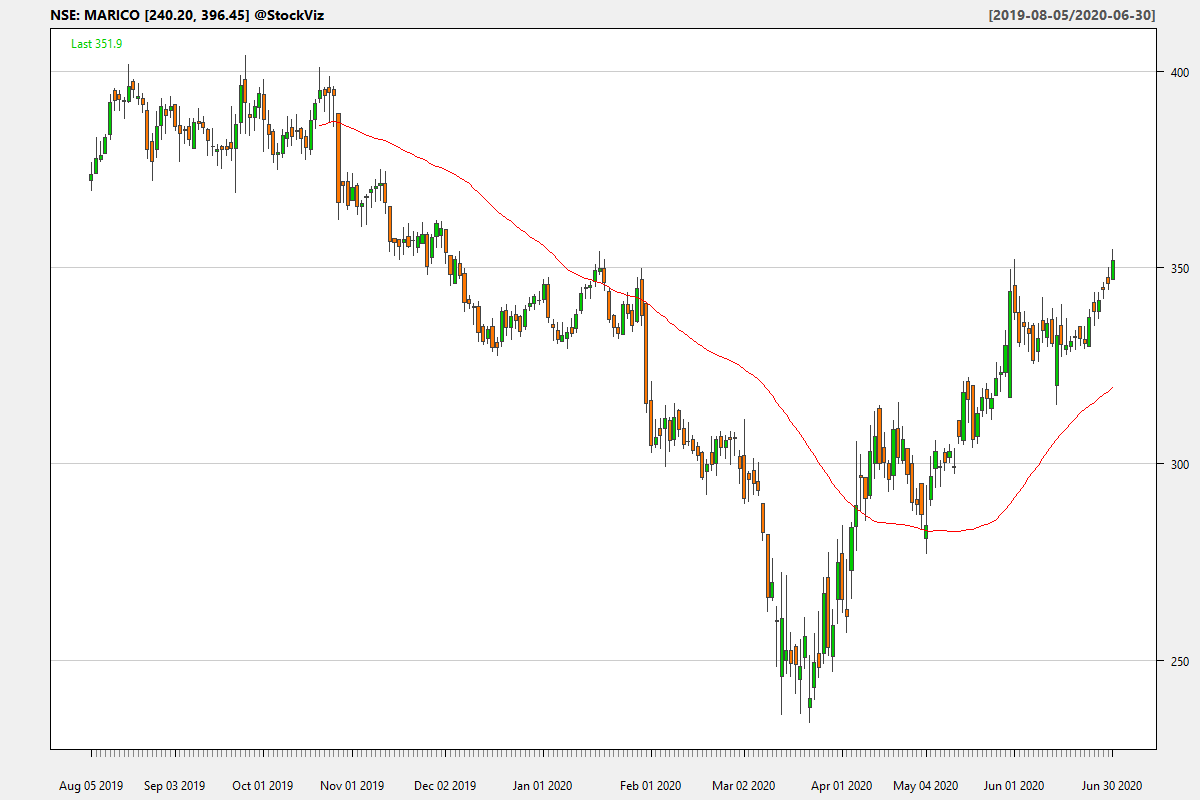 NSE: MARICO [240.20, 396.45] @StockViz
[2019-08-05/2020-06-30]
Last 351.9
400
350
300
250
Aug 05 2019 Sep 03 2019 Oct 01 2019 Nov 01 2019 Dec 02 2019 Jan 01 2020 Feb 01 2020 Mar 02 2020 Apr 01 2020 May 04 2020 Jun 01 2020 Jun 30 2020